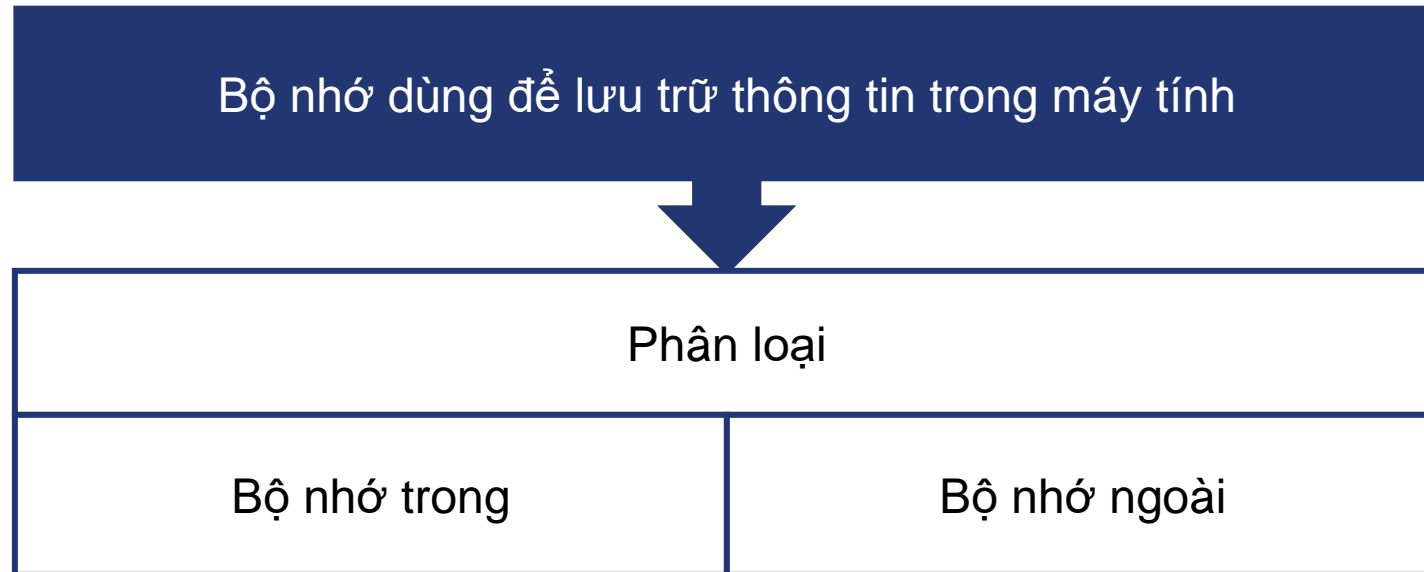 Bộ nhớ dùng để lưu trữ thông tin trong máy tính
Phân loại
Bộ nhớ trong
Bộ nhớ ngoài